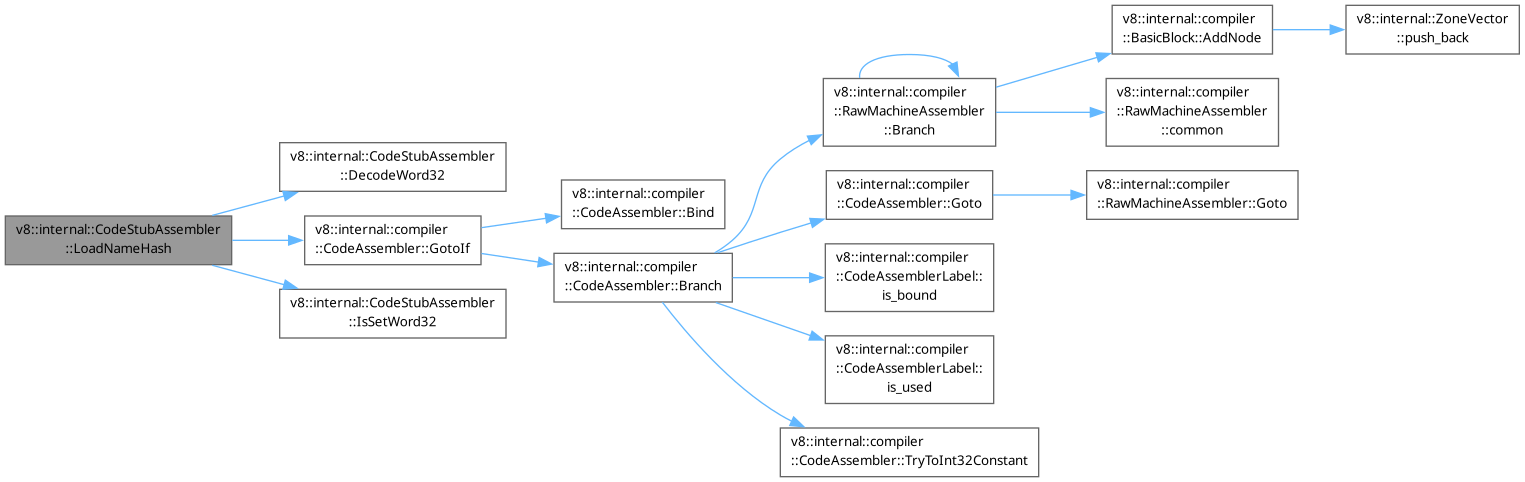 v8::internal::CodeStubAssembler
::LoadNameHash
v8::internal::CodeStubAssembler
::DecodeWord32
v8::internal::compiler
::CodeAssembler::GotoIf
v8::internal::CodeStubAssembler
::IsSetWord32
v8::internal::compiler
::CodeAssembler::Bind
v8::internal::compiler
::CodeAssembler::Branch
v8::internal::compiler
::RawMachineAssembler
::Branch
v8::internal::compiler
::CodeAssembler::Goto
v8::internal::compiler
::CodeAssemblerLabel::
is_bound
v8::internal::compiler
::CodeAssemblerLabel::
is_used
v8::internal::compiler
::CodeAssembler::TryToInt32Constant
v8::internal::compiler
::BasicBlock::AddNode
v8::internal::compiler
::RawMachineAssembler
::common
v8::internal::compiler
::RawMachineAssembler::Goto
v8::internal::ZoneVector
::push_back